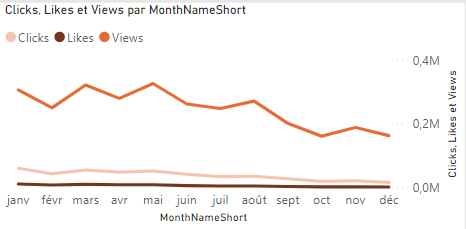 Clicks, Likes et Views par MonthNameShort
Clicks Likes Views
0,4M
0,2M
0,0M
Clicks, Likes et Views
janv févr mars avril mai juin juil août sept oct nov déc
MonthNameShort